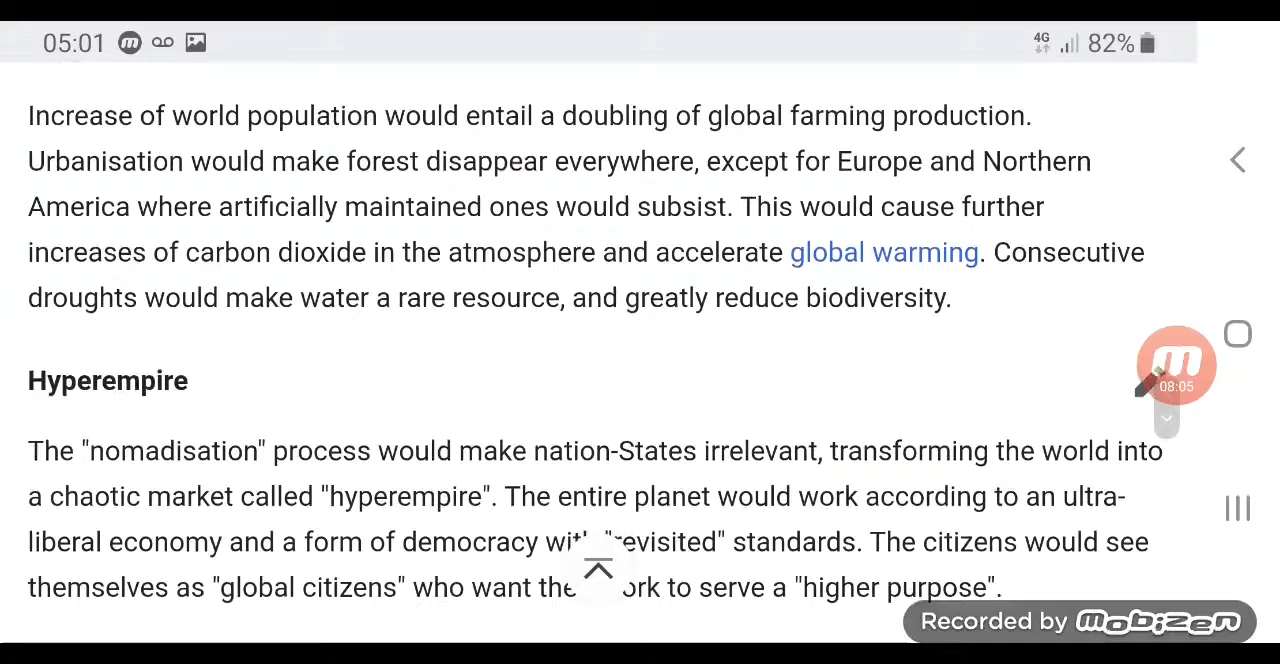 05:01 m 4G 82%
Increase of world population would entail a doubling of global farming production.
Urbanisation would make forest disappear everywhere, except for Europe and Northern
America where artificially maintained ones would subsist. This would cause further
increases of carbon dioxide in the atmosphere and accelerate global warming. Consecutive
droughts would make water a rare resource, and greatly reduce biodiversity.
m
08:05
Hyperempire
The "nomadisation" process would make nation-States irrelevant, transforming the world into
a chaotic market called "hyperempire". The entire planet would work according to an ultra-
liberal economy and a form of democracy "revisited" standards. The citizens would see
themselves as "global citizens" who want to serve a "higher purpose".
Recorded by mobizen